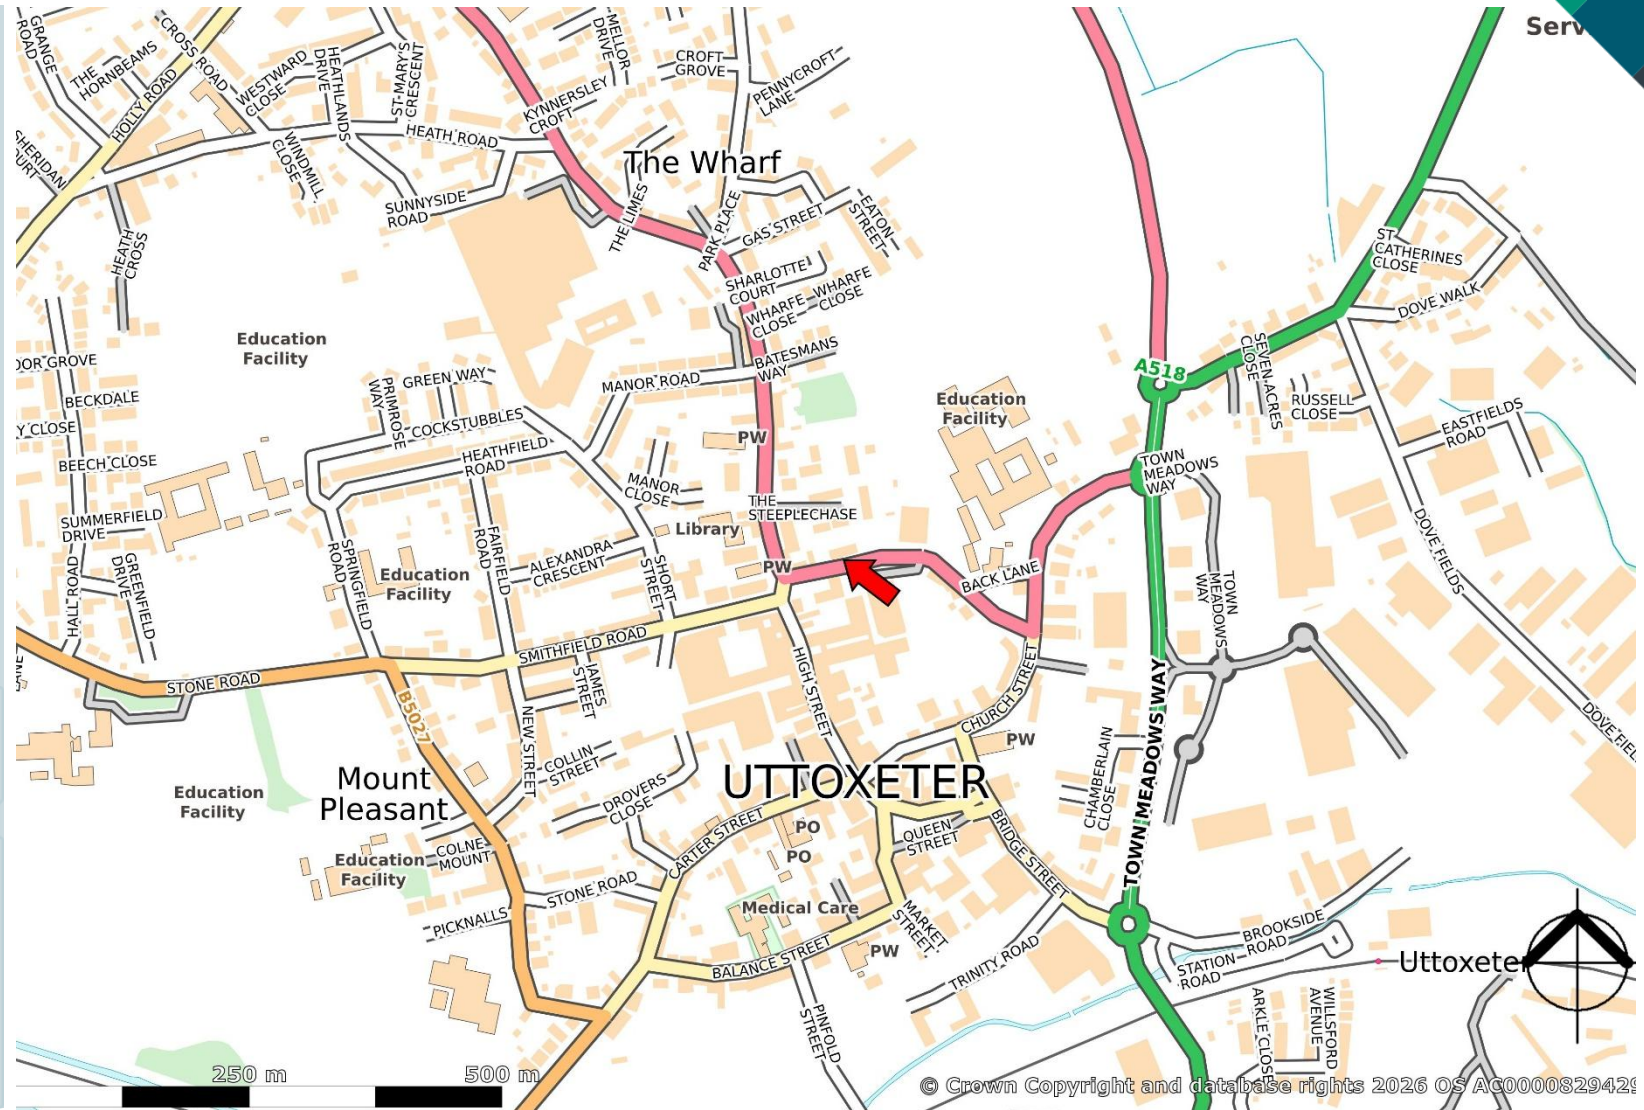 GRANGE
ROAD
THE
HORNBEAMS
CROSS ROAD
HOLLY ROAD
WESTWARD
CLOSE
HEATHLANDS
DRIVE
ST MARY'S
CRESCENT
MELLOR
DRIVE
CROFT
GROVE
PENNYCROFT
LANE
KYNNERSLEY
CROFT
HEATH ROAD
WINDMILL
CLOSE
SHERIDAN
SUNNYSIDE
ROAD
The Wharf
THE LIMES
PARK PLACE
GAS STREET
EATON
STREET
HEATH
CROSS
SHARLOTTE
COURT
WHARFE
CLOSE
WHARFE
CLOSE
ST
CATHERINES
CLOSE
DOVE WALK
Education
Facility
BATESMANS
WAY
MANOR ROAD
A518
SEVEN ACRES
CLOSE
RUSSELL
CLOSE
BECKDALE
PRIMROSE
WAY
GREEN WAY
COCKSTUBBLES
Education
Facility
EASTFIELDS
ROAD
BEECH CLOSE
HEATHFIELD
ROAD
PW
MANOR
CLOSE
TOWN
MEADOWS
WAY
SUMMERFIELD
DRIVE
THE
STEEPLECHASE
Library
DOVE FIELDS
HALL ROAD
GREENFIELD
DRIVE
SPRINGFIELD
ROAD
Education
Facility
FAIRFIELD
ROAD
ALEXANDRA
CRESCENT
SHORT
STREET
PW
BACK LANE
TOWN
MEADOWS
WAY
SMITHFIELD ROAD
STONE ROAD
B5027
JAMES
STREET
HIGH STREET
CHURCH STREET
NEW STREET
COLLIN
STREET
PW
TOWN MEADOWS WAY
CHAMBERLAIN
CLOSE
Education
Facility
Mount
Pleasant
DROVERS
CLOSE
UTTOXETER
CARTER STREET
PO
PO
QUEEN
STREET
BRIDGE STREET
Education
Facility
COLNE
MOUNT
STONE ROAD
PICKNALLS
Medical Care
MARKET
STREET
PW
BALANCE STREET
TRINITY ROAD
BROOKSIDE
ROAD
STATION
ROAD
Uttoxeter
PINFOLD
STREET
ARKLE CLOSE
WILLSFORD
AVENUE
250 m
500 m
© Crown Copyright and database rights 2026 OS